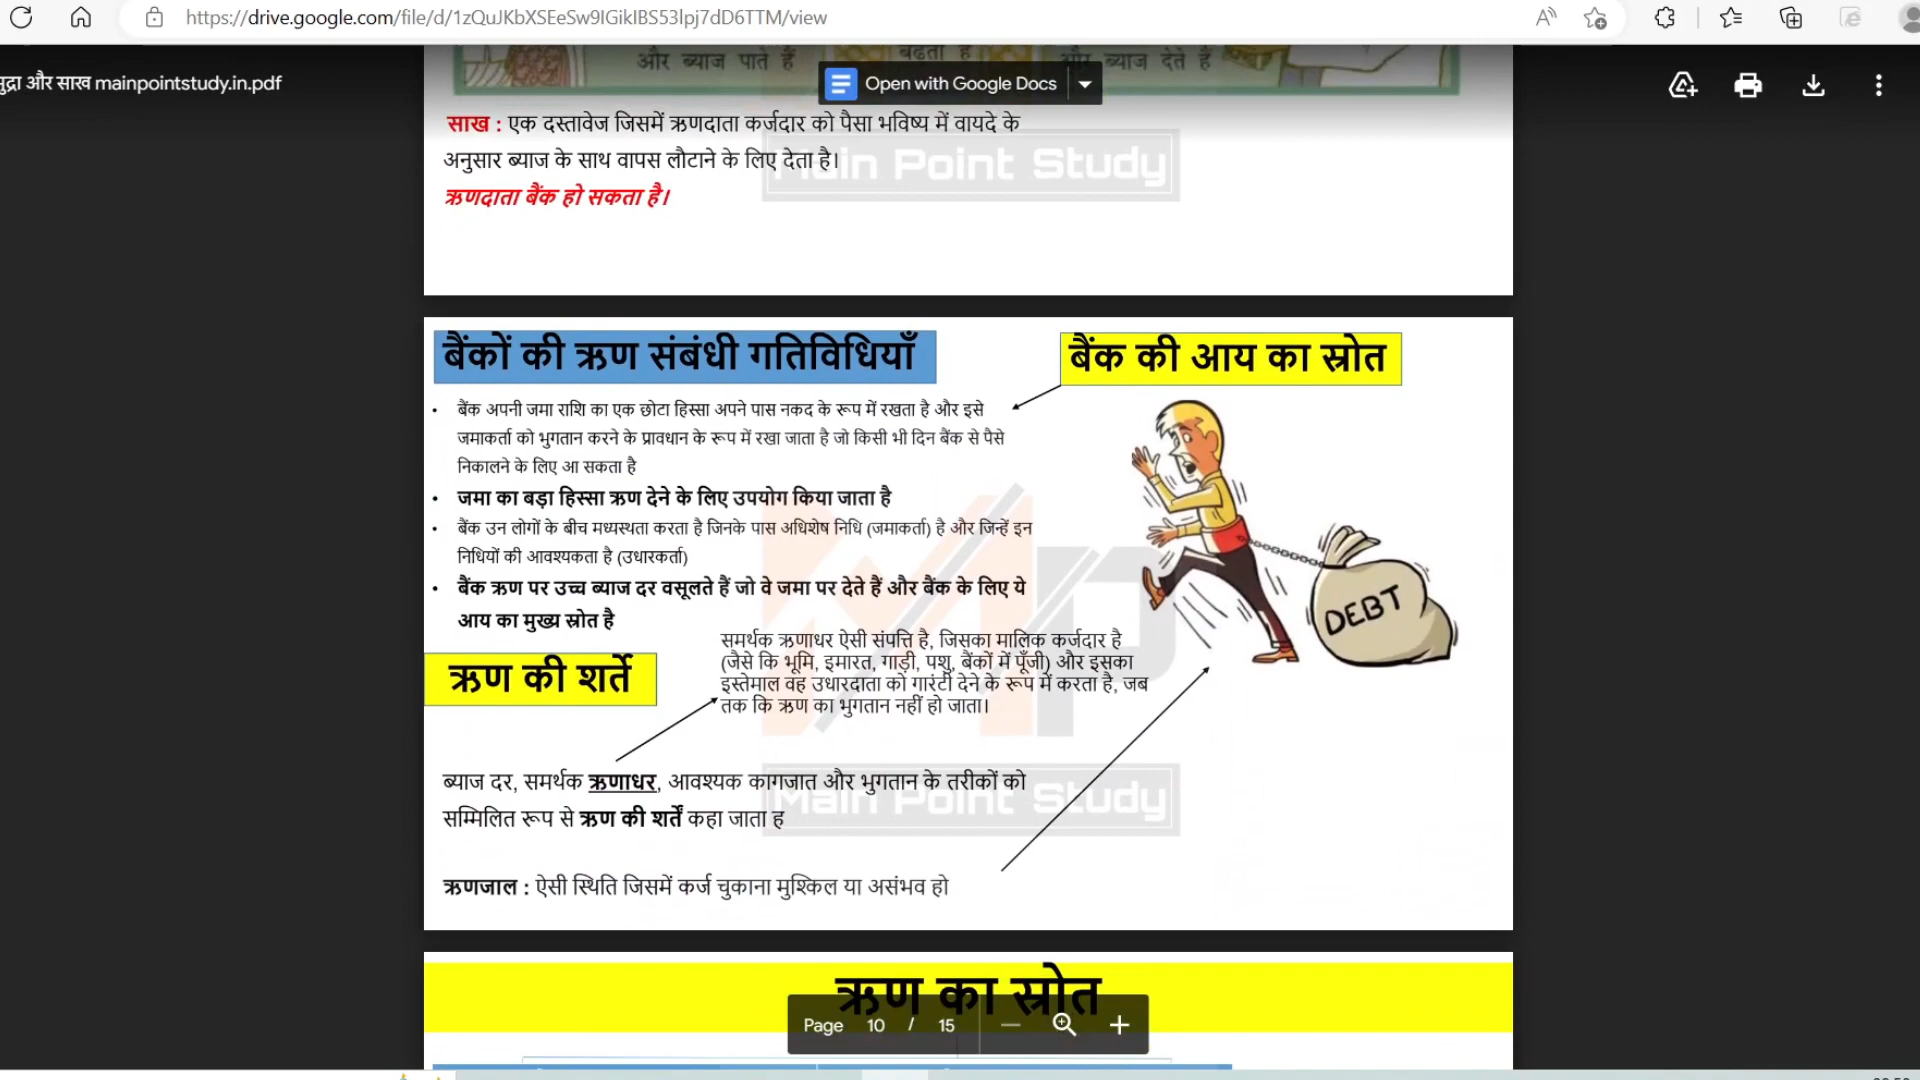 https://drive.google.com/file/d/1zQuJKbXSEeSw9IGikIBS53lpj7dD6TTM/view
मुद्रा और साख mainpointstudy.in.pdf
और ब्याज पाते हैं
बढ़ता है
और ब्याज देते हैं
Open with Google Docs
साख : एक दस्तावेज जिसमें ऋणदाता कर्जदार को पैसा भविष्य में वायदे के
अनुसार ब्याज के साथ वापस लौटाने के लिए देता है।
Main Point Study
ऋणदाता बैंक हो सकता है।
बैंकों की ऋण संबंधी गतिविधियाँ
बैंक की आय का स्रोत
• बैंक अपनी जमा राशि का एक छोटा हिस्सा अपने पास नकद के रूप में रखता है और इसे
जमाकर्ता को भुगतान करने के प्रावधान के रूप में रखा जाता है जो किसी भी दिन बैंक से पैसे
निकालने के लिए आ सकता है
• जमा का बड़ा हिस्सा ऋण देने के लिए उपयोग किया जाता है
• बैंक उन लोगों के बीच मध्यस्थता करता है जिनके पास अधिशेष निधि (जमाकर्ता) है और जिन्हें इन
निधियों की आवश्यकता है (उधारकर्ता)
• बैंक ऋण पर उच्च ब्याज दर वसूलते हैं जो वे जमा पर देते हैं और बैंक के लिए ये
आय का मुख्य स्रोत है
DEBT
समर्थक ऋणाधर ऐसी संपत्ति है, जिसका मालिक कर्जदार है
(जैसे कि भूमि, इमारत, गाड़ी, पशु, बैंकों में पूँजी) और इसका
इस्तेमाल वह उधारदाता को गारंटी देने के रूप में करता है, जब
तक कि ऋण का भुगतान नहीं हो जाता।
ऋण की शर्ते
ब्याज दर, समर्थक ऋणाधर, आवश्यक कागजात और भुगतान के तरीकों को
सम्मिलित रूप से ऋण की शर्तें कहा जाता ह
Main Point Study
ऋणजाल : ऐसी स्थिति जिसमें कर्ज चुकाना मुश्किल या असंभव हो
ऋण का स्रोत
Page 10 / 15